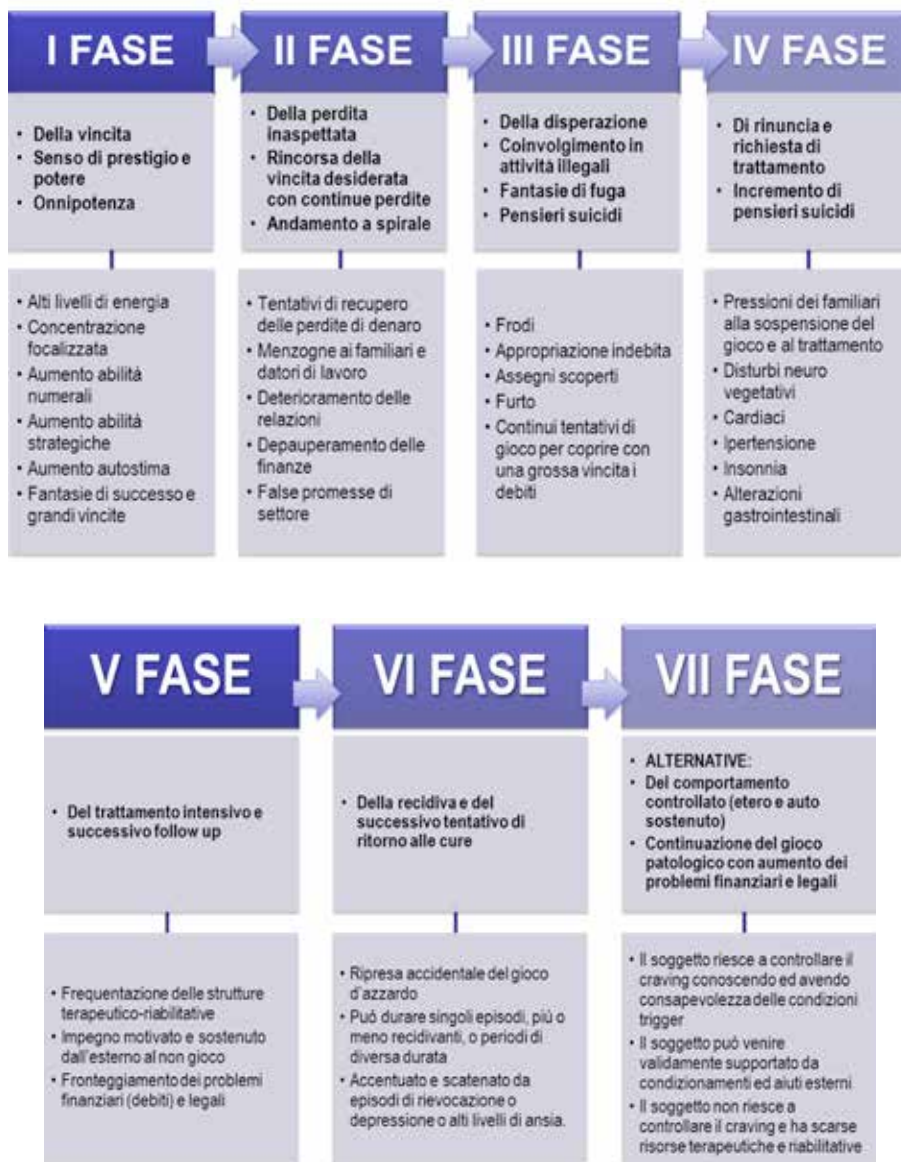 I FASE
• Della vincita
• Senso di prestigio e
potere
• Onnipotenza
• Alti livelli di energia
• Concentrazione
focalizzata
• Aumento abilità
numerali
• Aumento abilità
strategiche
• Aumento autostima
• Fantasie di successo e
grandi vincite
II FASE
• Della perdita
inaspettata
• Rincorsa della
vincita desiderata
con continue perdite
• Andamento a spirale
• Tentativi di recupero
delle perdite di denaro
• Menzogne ai familiari e
datori di lavoro
• Deterioramento delle
relazioni
• Depauperamento delle
finanze
• False promesse di
settore
III FASE
• Della disperazione
• Coinvolgimento in
attività illegali
• Fantasie di fuga
• Pensieri suicidi
• Frodi
• Appropriazione indebita
• Assegni scoperti
• Furto
• Continui tentativi di
gioco per coprire con
una grossa vincita i
debiti
IV FASE
• Di rinuncia e
richiesta di
trattamento
• Incremento di
pensieri suicidi
• Pressioni dei familiari
alla sospensione del
gioco e al trattamento
• Disturbi neuro
vegetativi
• Cardiaci
• Ipertensione
• Insonnia
• Alterazioni
gastrointestinali
V FASE
• Del trattamento intensivo e
successivo follow up
• Frequentazione delle strutture
terapeutico-riabilitative
• Impegno motivato e sostenuto
dall'esterno al non gioco
• Fronteggiamento dei problemi
finanziari (debiti) e legali
VI FASE
• Della recidiva e del
successivo tentativo di
ritorno alle cure
• Ripresa accidentale del gioco
d'azzardo
• Può durare singoli episodi, più o
meno recidivanti, o periodi di
diversa durata
• Accentuato e scatenato da
episodi di rievocazione o
depressione o alti livelli di ansia.
VII FASE
• ALTERNATIVE:
• Del comportamento
controllato (etero e auto
sostenuto)
• Continuazione del gioco
patologico con aumento dei
problemi finanziari e legali
• Il soggetto riesce a controllare il
craving conoscendo ed avendo
consapevolezza delle condizioni
trigger
• Il soggetto può venire
validamente supportato da
condizionamenti ed aiuti esterni
• Il soggetto non riesce a
controllare il craving e ha scarse
risorse terapeutiche e riabilitative